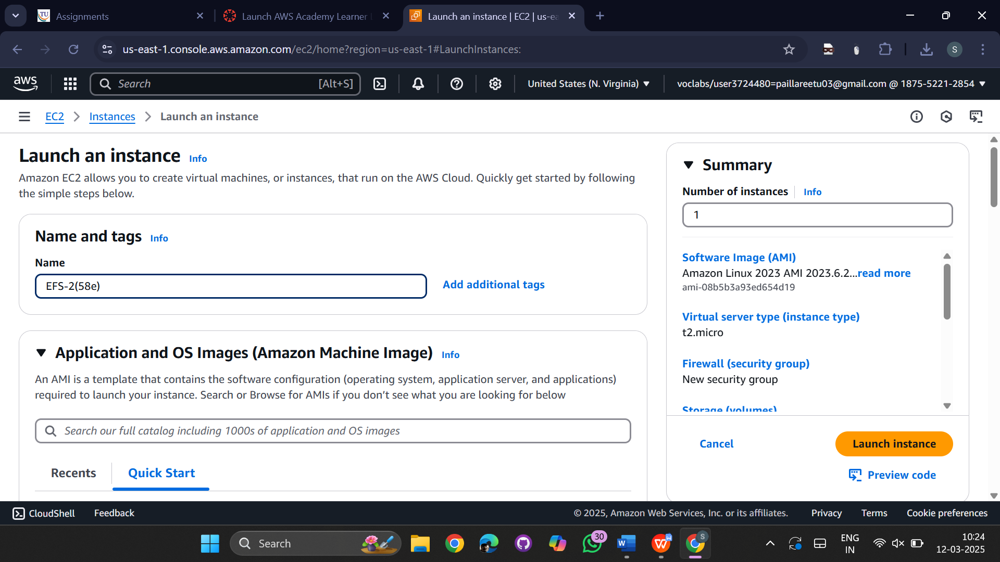 Assignments
Launch AWS Academy Learner
Launch an instance | EC2 | us-ea
us-east-1.console.aws.amazon.com/ec2/home?region=us-east-1#LaunchInstances:
S
aws
Search
[Alt+S]
United States (N. Virginia)
voclabs/user3724480=paillareetu03@gmail.com @ 1875-5221-2854
EC2
Instances
Launch an instance
Launch an instance Info
Amazon EC2 allows you to create virtual machines, or instances, that run on the AWS Cloud. Quickly get started by following
the simple steps below.
Name and tags Info
Name
EFS-2(58e)
Add additional tags
Application and OS Images (Amazon Machine Image) Info
An AMI is a template that contains the software configuration (operating system, application server, and applications)
required to launch your instance. Search or Browse for AMIs if you don’t see what you are looking for below
Search our full catalog including 1000s of application and OS images
Recents
Quick Start
Summary
Number of instances Info
1
Software Image (AMI)
Amazon Linux 2023 AMI 2023.6.2...read more
ami-08b5b3a93ed654d19
Virtual server type (instance type)
t2.micro
Firewall (security group)
New security group
Storage (volumes)
Cancel
Launch instance
Preview code
CloudShell
Feedback
© 2025, Amazon Web Services, Inc. or its affiliates.
Privacy
Terms
Cookie preferences
Search
30
S
ENG
IN
10:24
12-03-2025